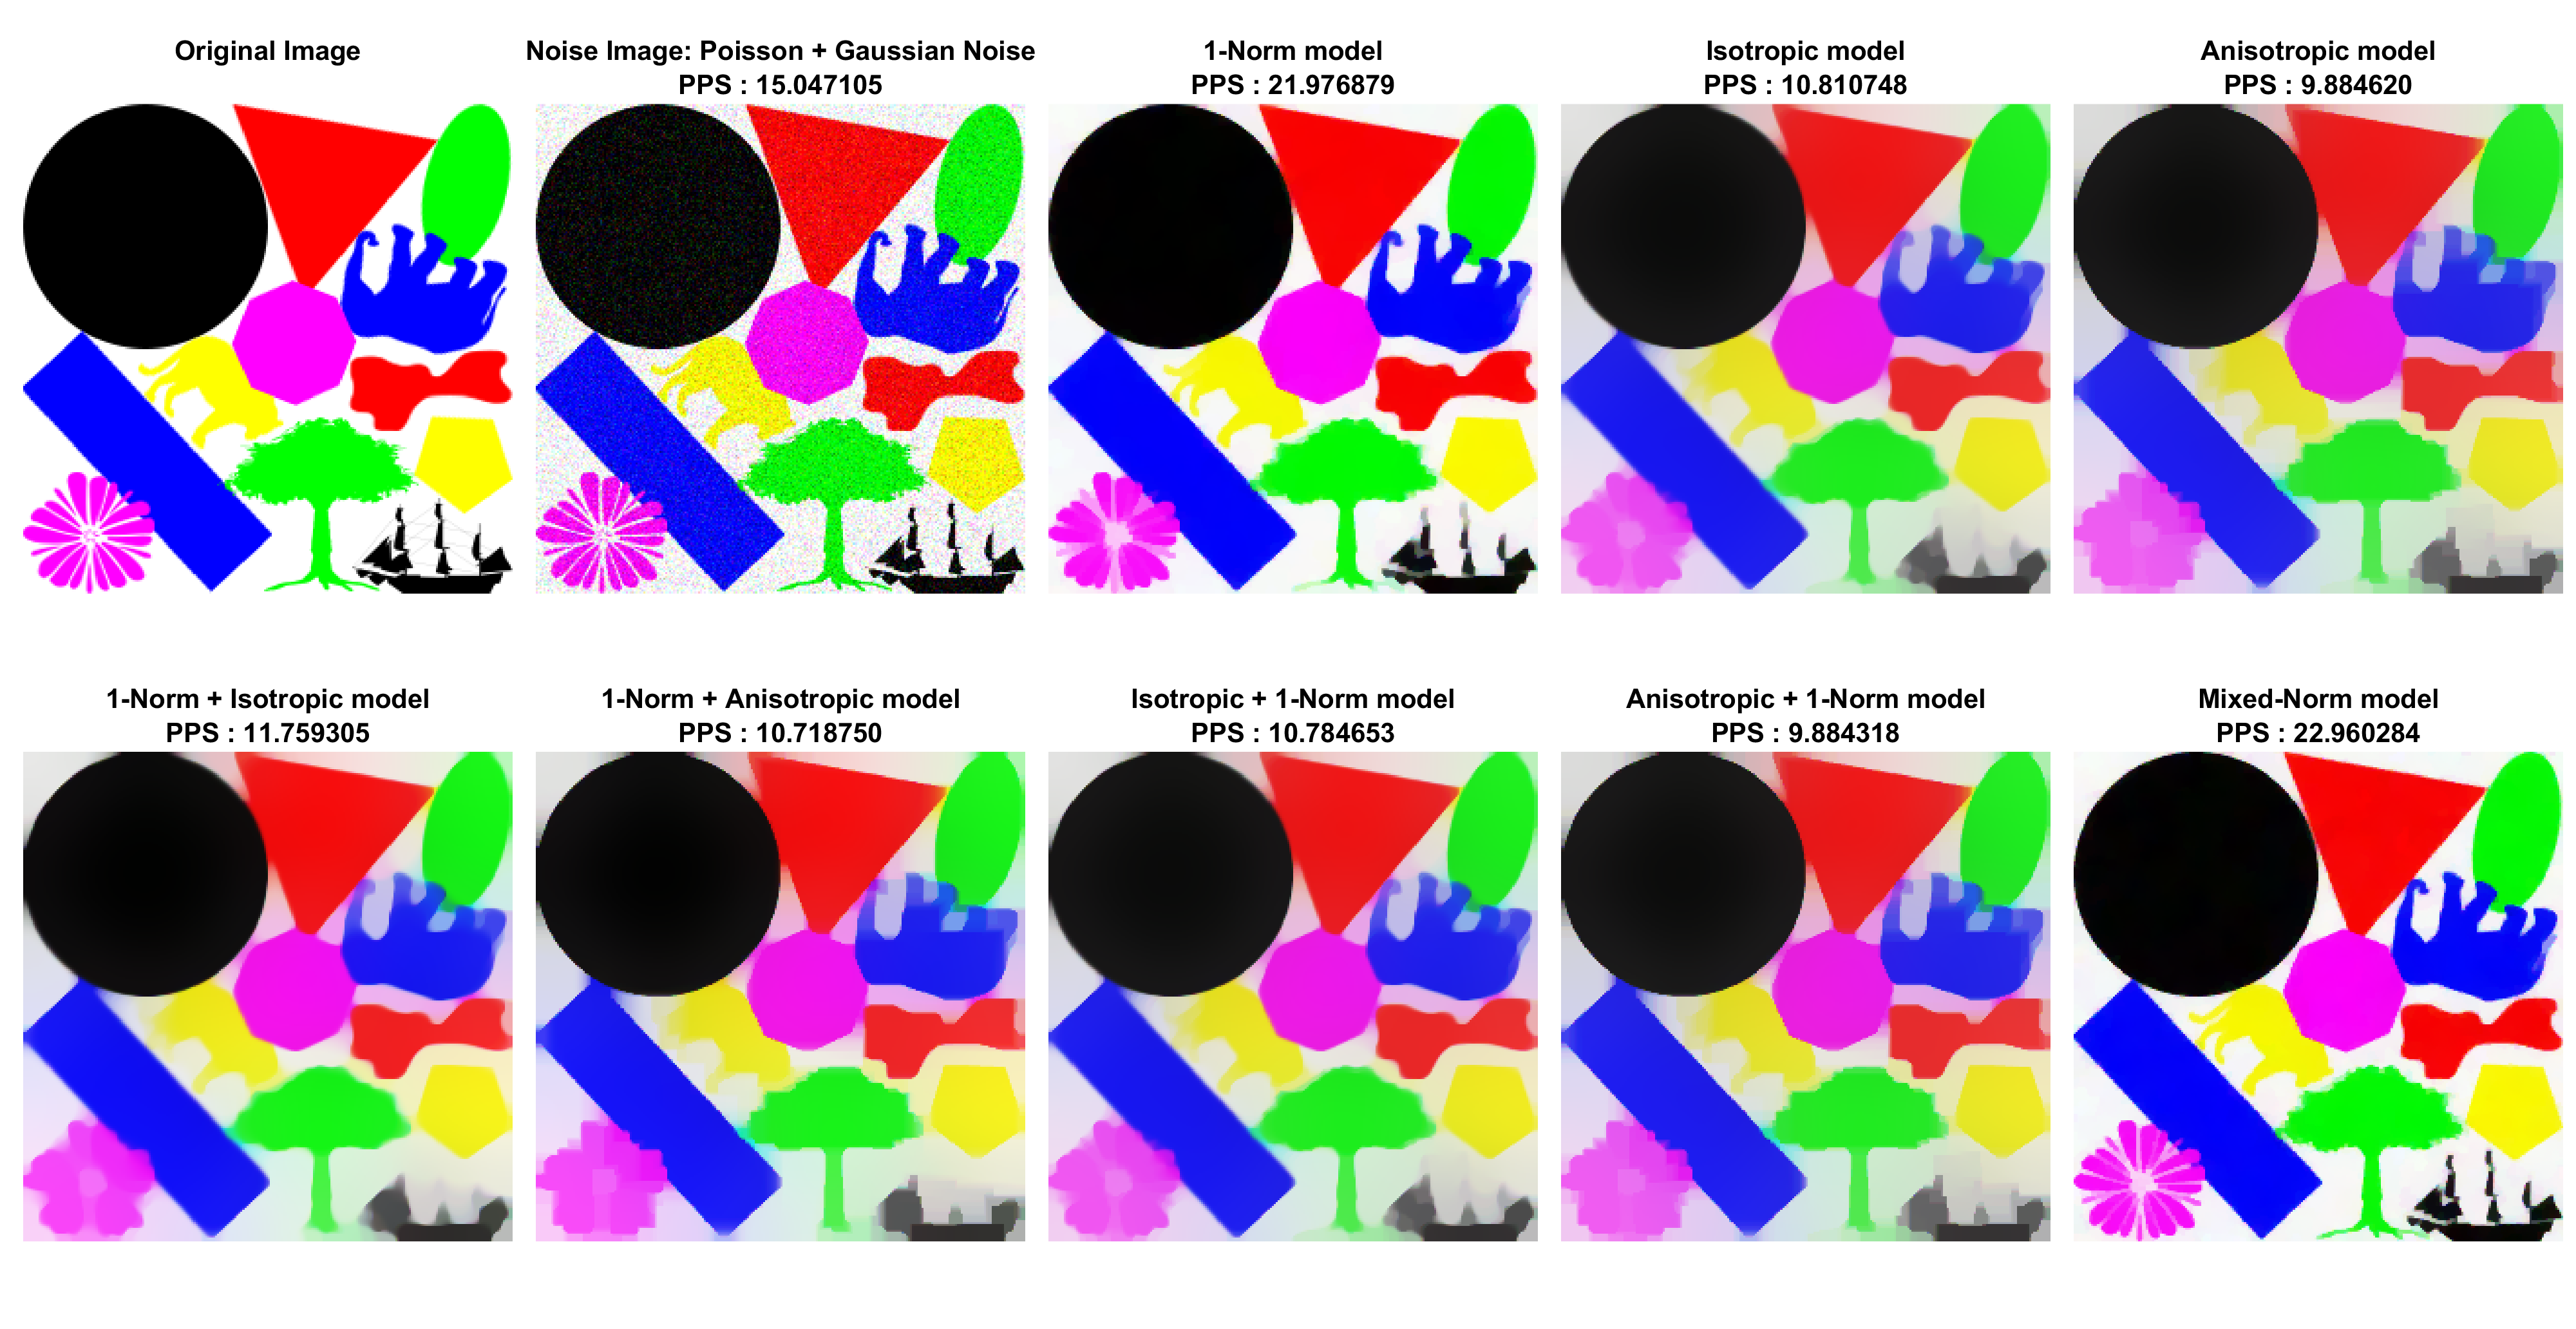 Original Image
Noise Image: Poisson + Gaussian Noise
PPS : 15.047105
1-Norm model
PPS : 21.976879
Isotropic model
PPS : 10.810748
Anisotropic model
PPS : 9.884620
1-Norm + Isotropic model
PPS : 11.759305
1-Norm + Anisotropic model
PPS : 10.718750
Isotropic + 1-Norm model
PPS : 10.784653
Anisotropic + 1-Norm model
PPS : 9.884318
Mixed-Norm model
PPS : 22.960284